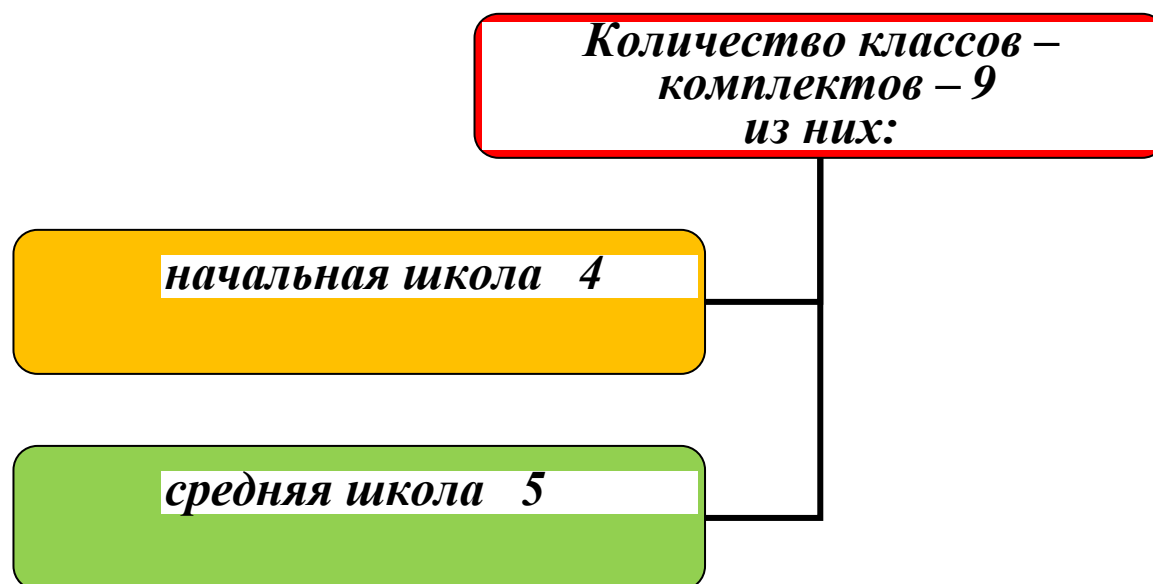 Количество классов –
комплектов – 9
из них:
начальная школа 4
средняя школа 5